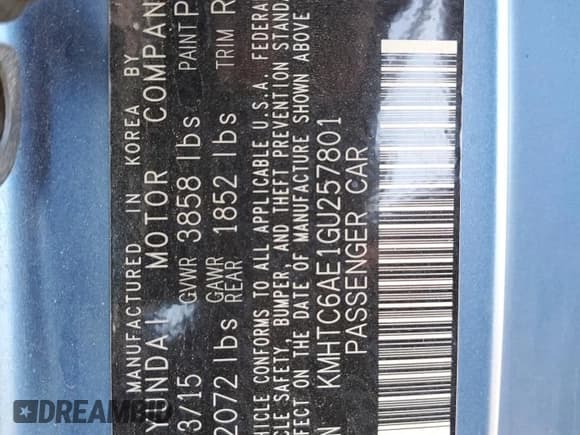 MANUFACTURED IN KOREA BY
YUNDAI MOTOR COMPAN
3/15 GVWR 3858 lbs PAINT P
2072 lbs GAWR REAR 1852 lbs TRIM R
HICLE CONFORMS TO ALL APPLICABLE U.S.A. FEDERA
CLE SAFETY, BUMPER, AND THEFT PREVENTION STANDA
FFECT ON THE DATE OF MANUFACTURE SHOWN ABOVE
N KMHTC6AE1GU257801
PASSENGER CAR
DREAMBID